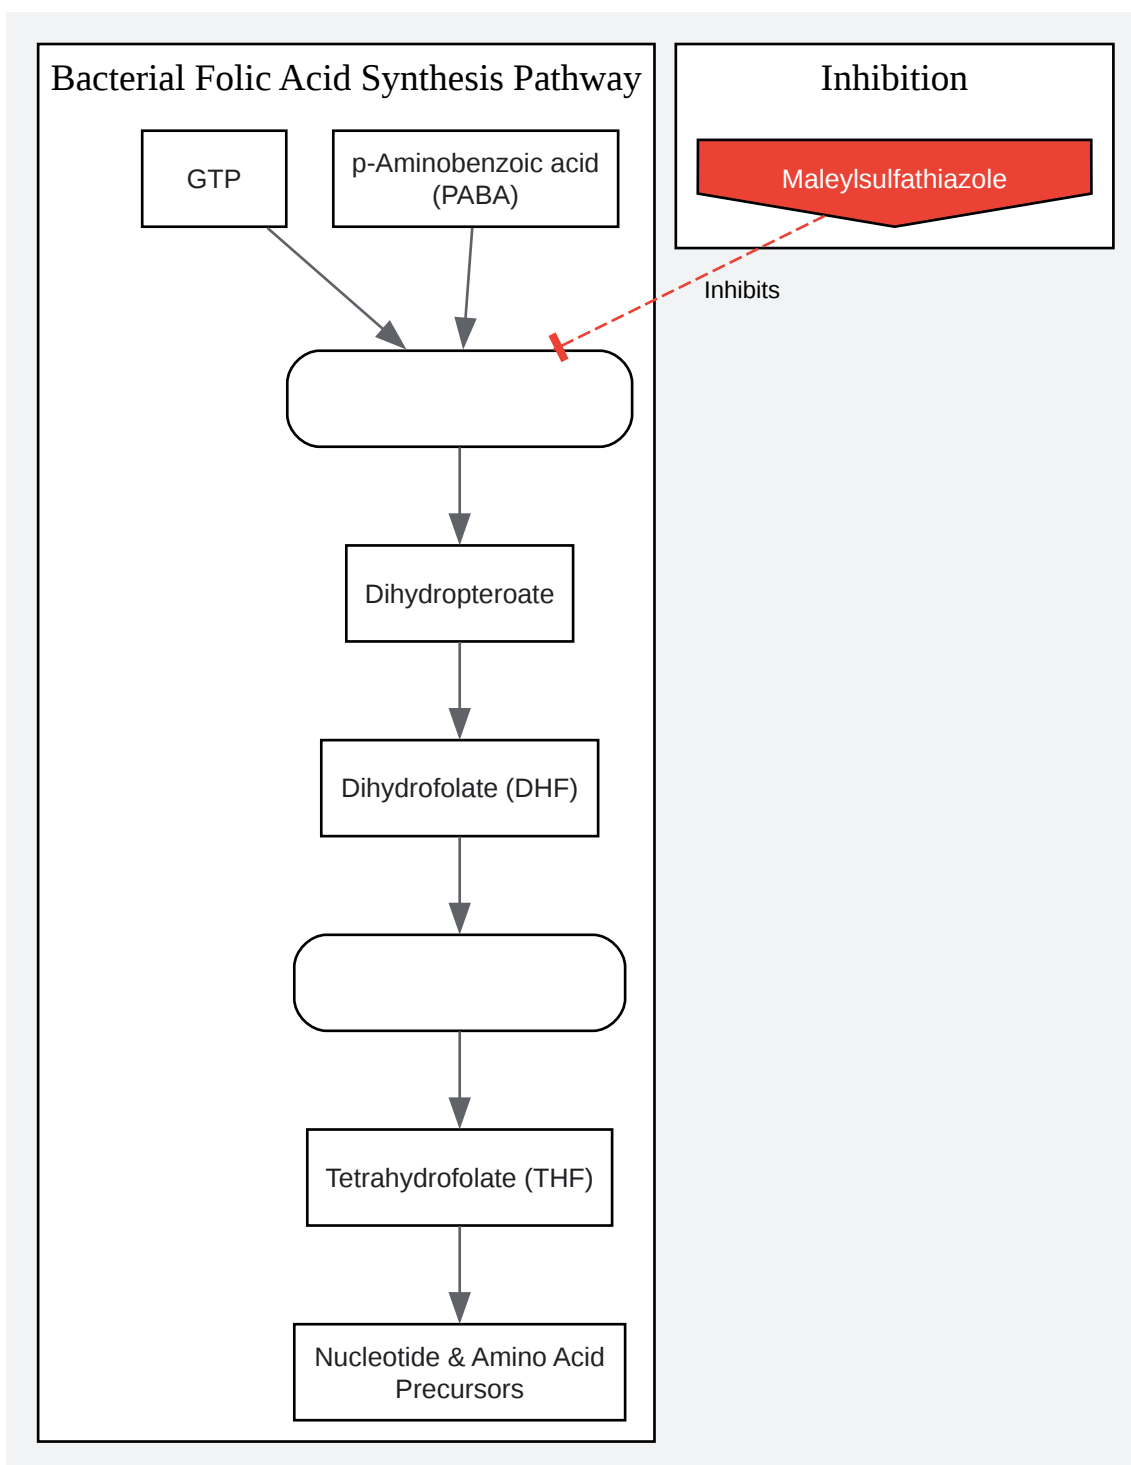 Bacterial Folic Acid Synthesis Pathway
Inhibition
GTP
p-Aminobenzoic acid
(PABA)
Maleylsulfathiazole
Inhibits
Dihydropteroate
Dihydrofolate (DHF)
Tetrahydrofolate (THF)
Nucleotide & Amino Acid
Precursors